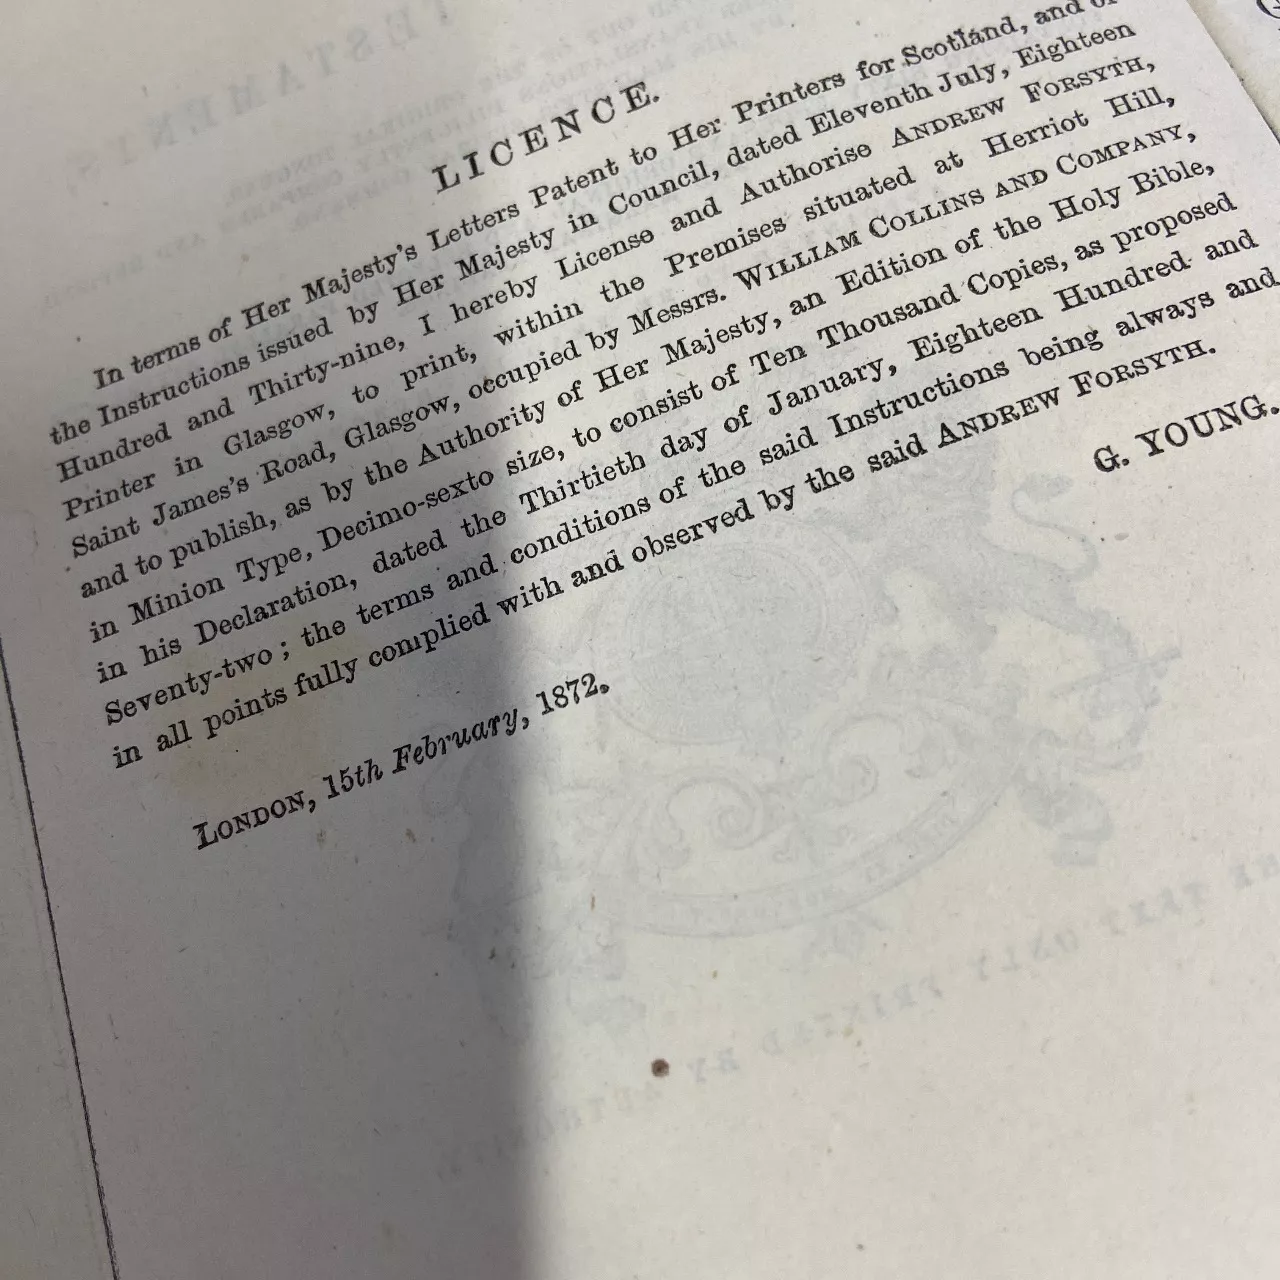 LICENCE.
In terms of Her Majesty's Letters Patent to Her Printers for Scotland, and of
the Instructions issued by Her Majesty in Council, dated Eleventh July, Eighteen
Hundred and Thirty-nine, I hereby License and Authorise ANDREW FORSYTH,
Printer in Glasgow, to print, within the Premises situated at Herriot Hill,
Saint James's Road, Glasgow, occupied by Messrs. WILLIAM COLLINS AND COMPANY,
and to publish, as by the Authority of Her Majesty, an Edition of the Holy Bible,
in Minion Type, Decimo-sexto size, to consist of Ten Thousand Copies, as proposed
in his Declaration, dated the Thirtieth day of January, Eighteen Hundred and
Seventy-two; the terms and conditions of the said Instructions being always and
in all points fully complied with and observed by the said ANDREW FORSYTH.
G. YOUNG.
LONDON, 15th February, 1872.